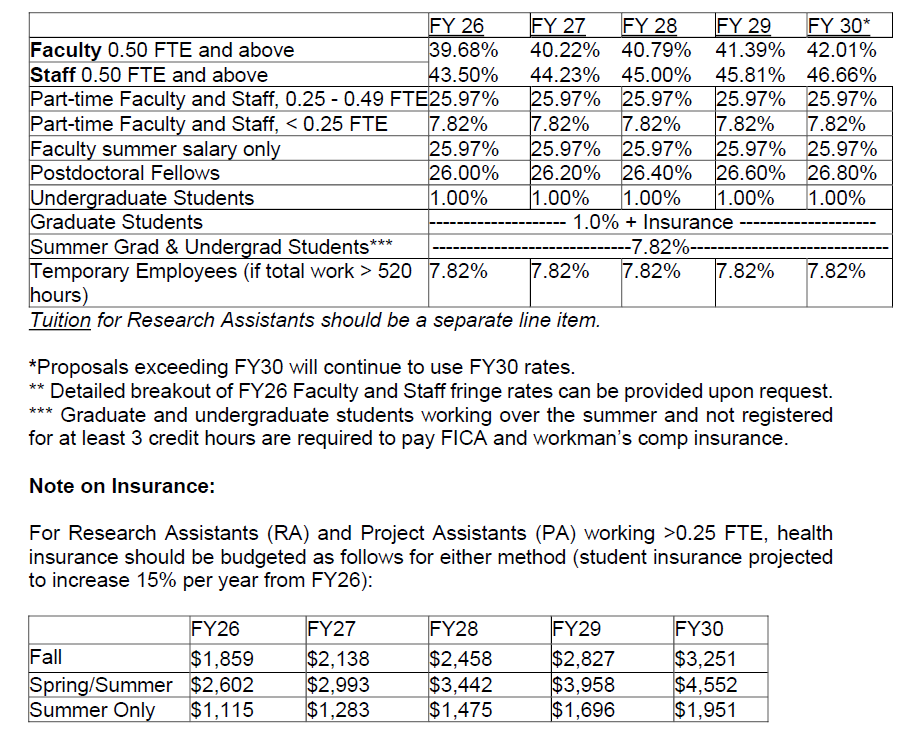 FY 26 FY 27 FY 28 FY 29 FY 30*
Faculty 0.50 FTE and above 39.68% 40.22% 40.79% 41.39% 42.01%
Staff 0.50 FTE and above 43.50% 44.23% 45.00% 45.81% 46.66%
Part-time Faculty and Staff, 0.25 - 0.49 FTE 25.97% 25.97% 25.97% 25.97% 25.97%
Part-time Faculty and Staff, < 0.25 FTE 7.82% 7.82% 7.82% 7.82% 7.82%
Faculty summer salary only 25.97% 25.97% 25.97% 25.97% 25.97%
Postdoctoral Fellows 26.00% 26.20% 26.40% 26.60% 26.80%
Undergraduate Students 1.00% 1.00% 1.00% 1.00% 1.00%
Graduate Students -------------------- 1.0% + Insurance --------------------
Summer Grad & Undergrad Students*** -----------------------------7.82%-----------------------------
Temporary Employees (if total work > 520 7.82% 7.82% 7.82% 7.82% 7.82%
hours)
Tuition for Research Assistants should be a separate line item.
*Proposals exceeding FY30 will continue to use FY30 rates.
** Detailed breakout of FY26 Faculty and Staff fringe rates can be provided upon request.
*** Graduate and undergraduate students working over the summer and not registered
for at least 3 credit hours are required to pay FICA and workman's comp insurance.
Note on Insurance:
For Research Assistants (RA) and Project Assistants (PA) working >0.25 FTE, health
insurance should be budgeted as follows for either method (student insurance projected
to increase 15% per year from FY26):
FY26 FY27 FY28 FY29 FY30
Fall $1,859 $2,138 $2,458 $2,827 $3,251
Spring/Summer $2,602 $2,993 $3,442 $3,958 $4,552
Summer Only $1,115 $1,283 $1,475 $1,696 $1,951